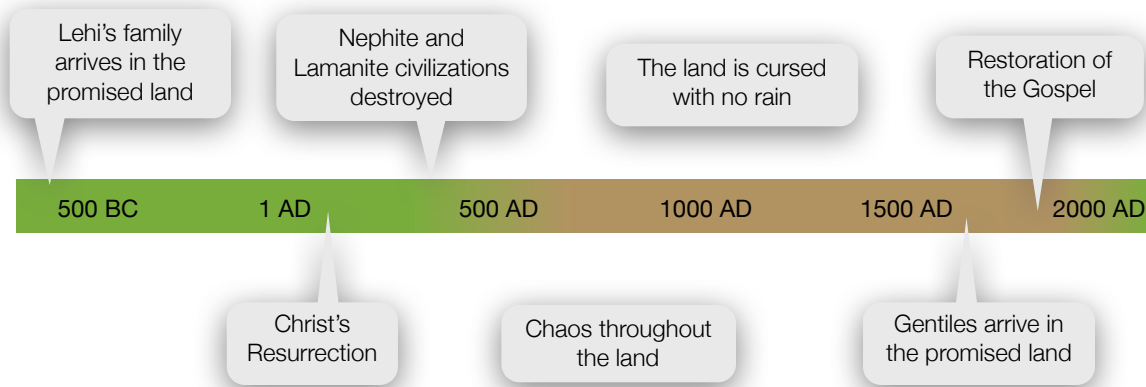 Lehi's family
arrives in the
promised land
Nephite and
Lamanite civilizations
destroyed
The land is cursed
with no rain
Restoration of
the Gospel
500 BC
1 AD
500 AD
1000 AD
1500 AD
2000 AD
Christ's
Resurrection
Chaos throughout
the land
Gentiles arrive in
the promised land